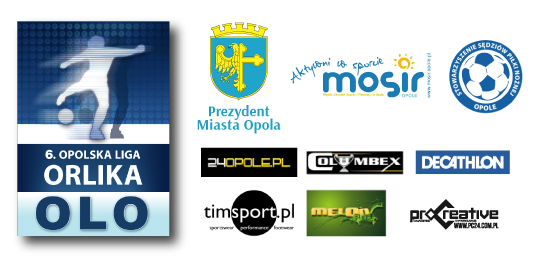 6. OPOLSKA LIGA
ORLIKA
OLO
Prezydent
Miasta Opola
Aktywni w sporcie
mosir
OPOLE
STOWARZYSZENIE SĘDZIÓW PIŁKI NOŻNEJ
OPOLE
24OPOLE.PL
COLUMBEX
DECATHLON
timsport.pl
sportswear performance footwear
MELON
proCreative
WWW.PC24.COM.PL